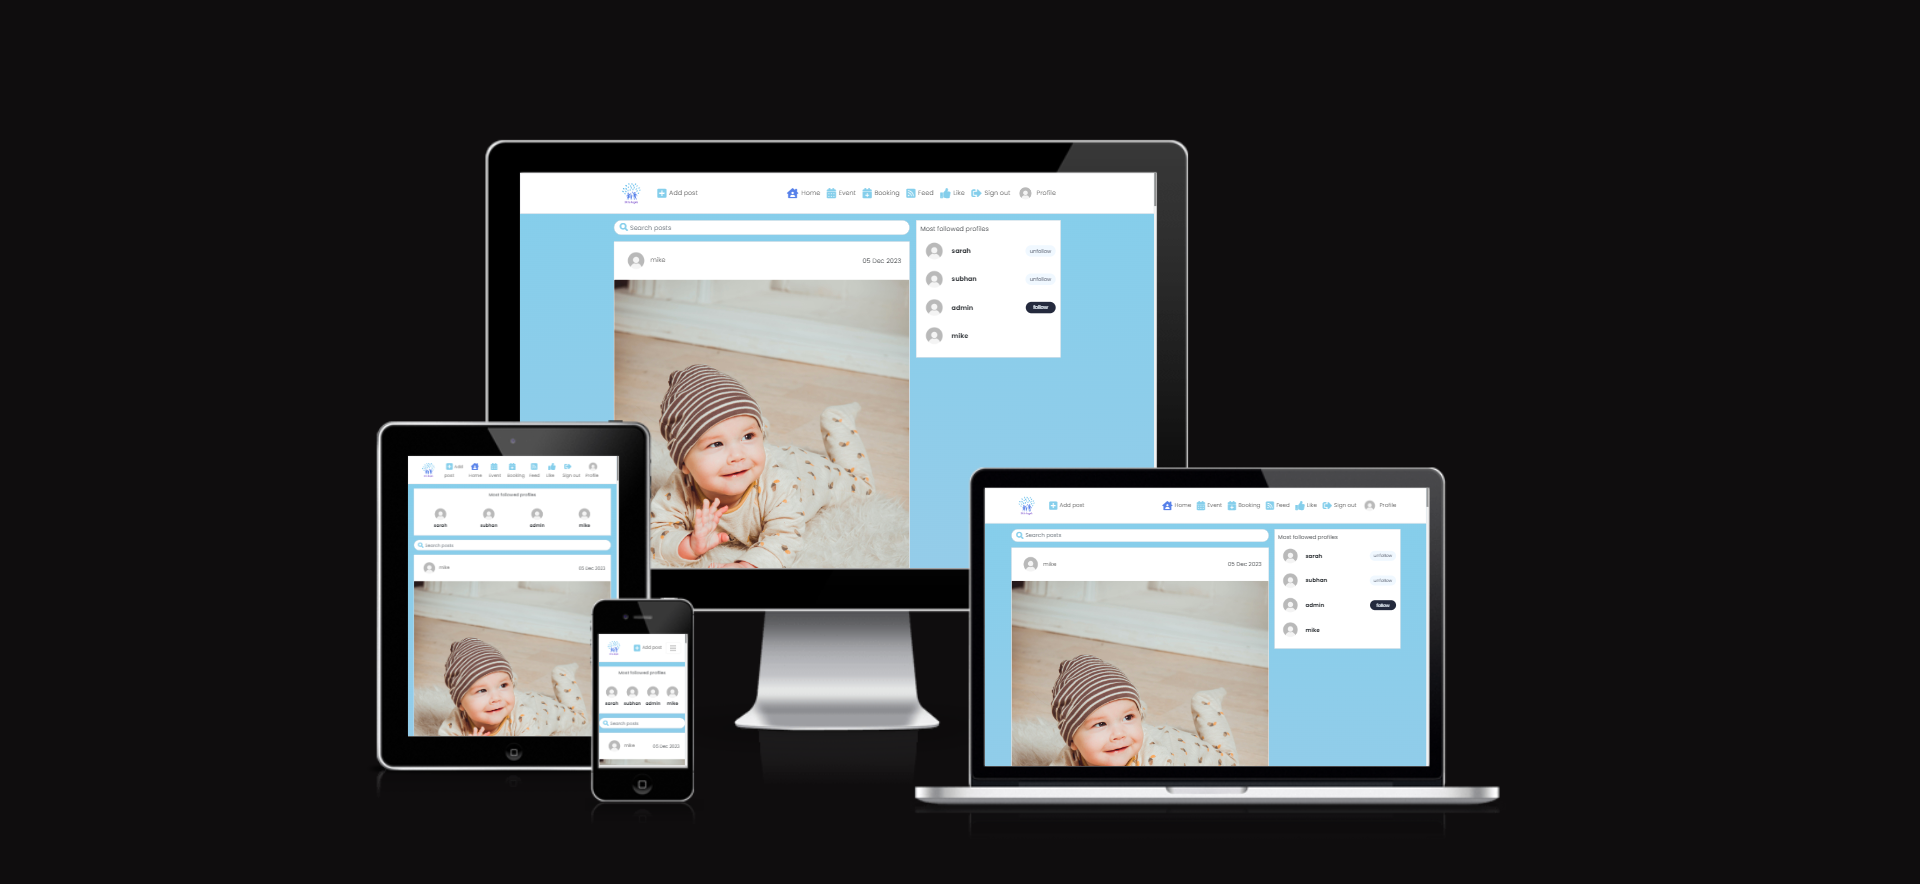 Add post Home Event Booking Feed Like Sign out Profile
Search posts
mike 05 Dec 2023
Most followed profiles
sarah unfollow
subhan unfollow
admin follow
mike
Add post Home Event Booking Feed Like Sign out Profile
Most followed profiles
sarah subhan admin mike
Search posts
mike 05 Dec 2023
Add post
Most followed profiles
sarah subhan admin mike
Search posts
mike 05 Dec 2023
Add post Home Event Booking Feed Like Sign out Profile
Search posts
mike 05 Dec 2023
Most followed profiles
sarah unfollow
subhan unfollow
admin follow
mike